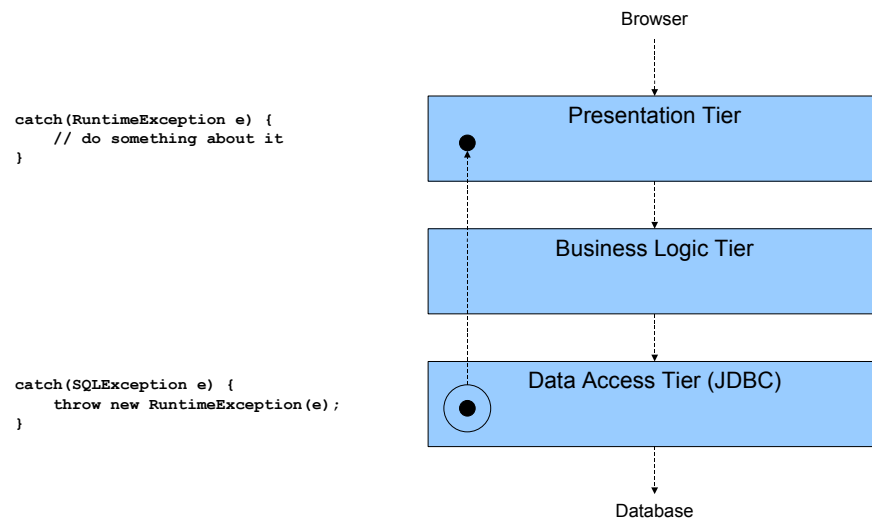 Browser
catch(RuntimeException e) {
    // do something about it
}
Presentation Tier
Business Logic Tier
catch(SQLException e) {
    throw new RuntimeException(e);
}
Data Access Tier (JDBC)
Database